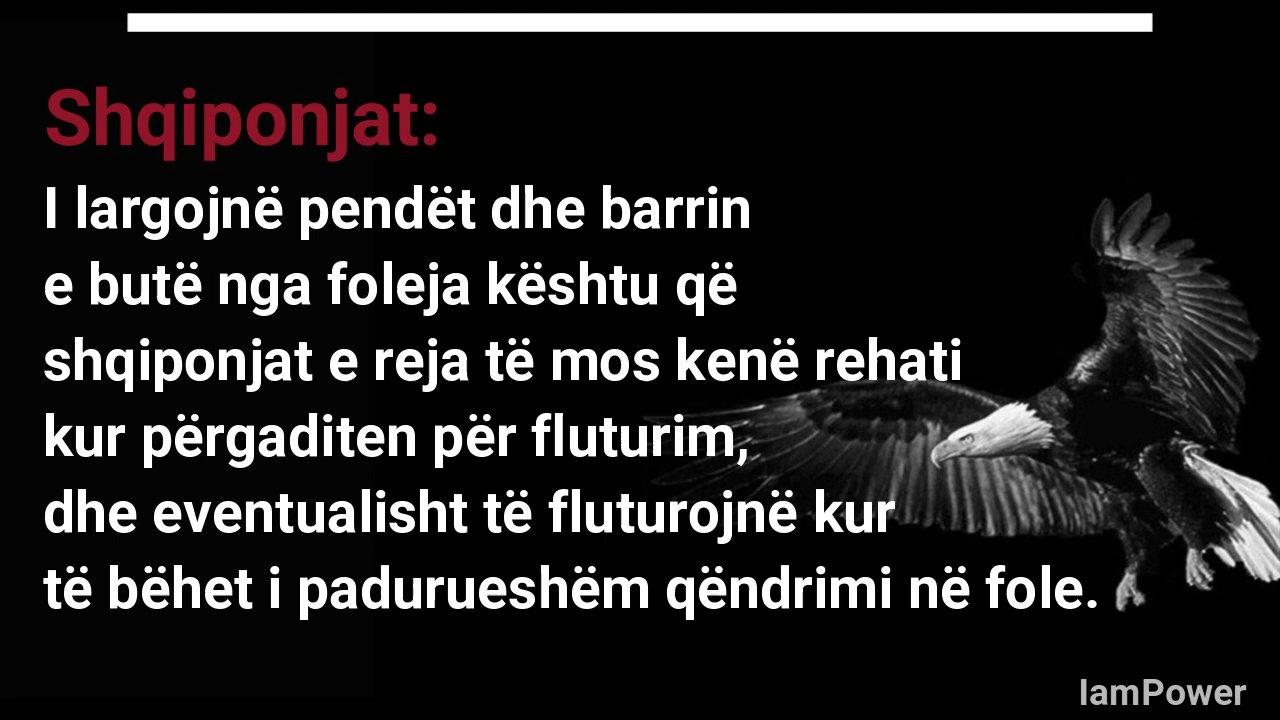 Shqiponjat:
I largojnë pendët dhe barrin
e butë nga foleja kështu që
shqiponjat e reja të mos kenë rehati
kur përgaditen për fluturim,
dhe eventualisht të fluturojnë kur
të bëhet i padurueshëm qëndrimi në fole.
IamPower